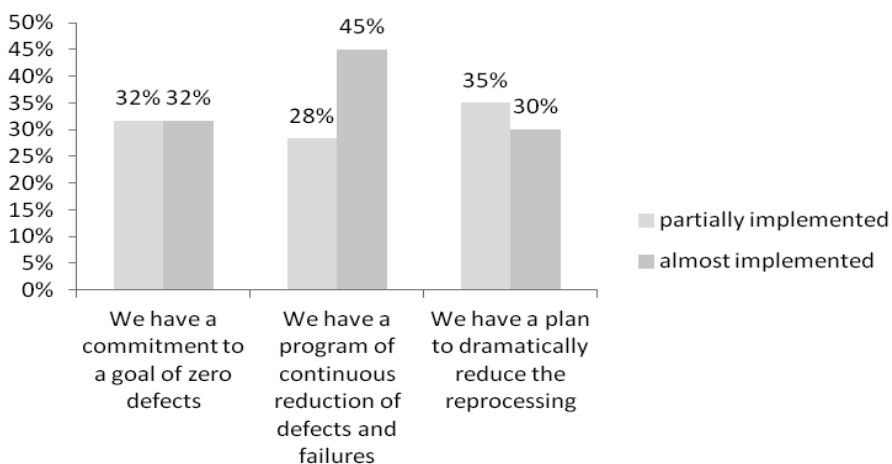 50%
45%
40%
35%
30%
25%
20%
15%
10%
5%
0%
32% 32%
28%
45%
35%
30%
We have a
commitment to
a goal of zero
defects
We have a
program of
continuous
reduction of
defects and
failures
We have a plan
to dramatically
reduce the
reprocessing
partially implemented
almost implemented